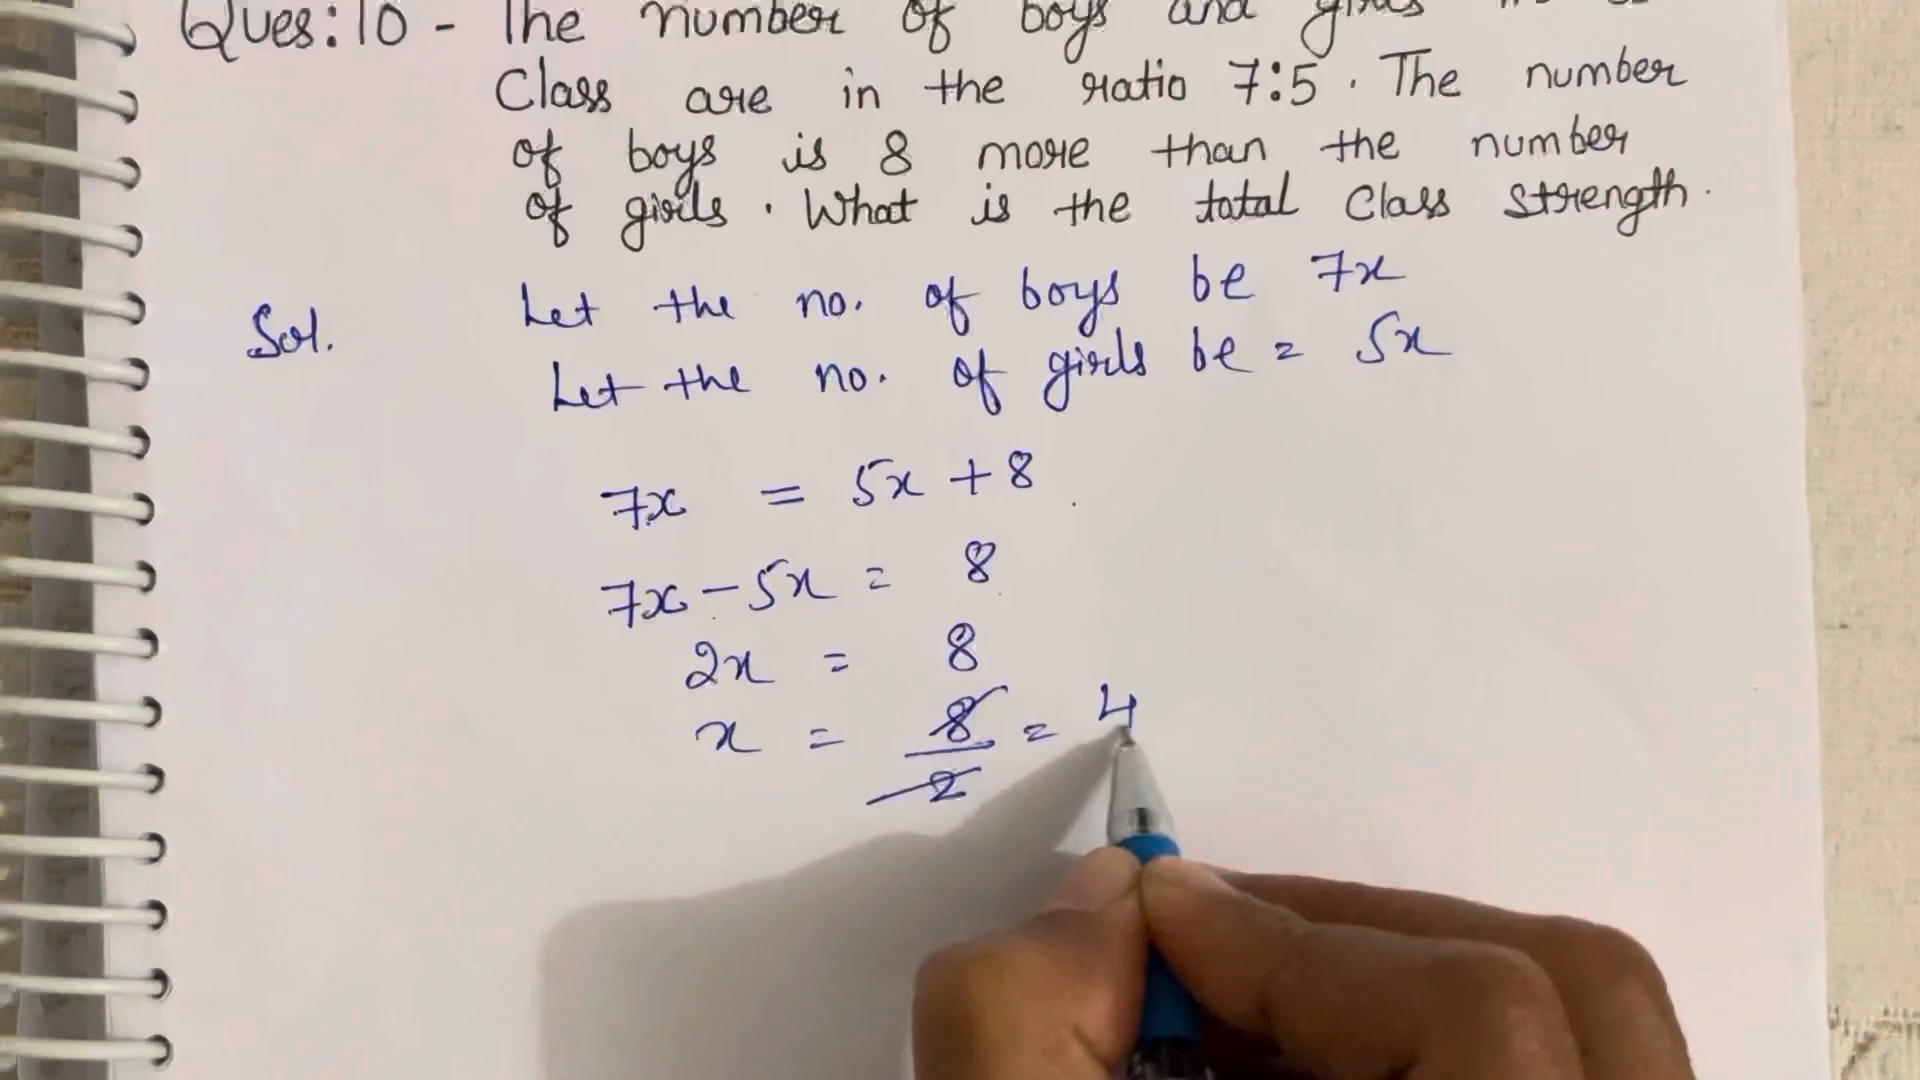 Ques:10 - The number of boys and girls
Class are in the ratio 7:5. The number
of boys is 8 more than the number
of girls. What is the total Class Strength.
Sol. Let the no. of boys be 7x
Let the no. of girls be = 5x
7x = 5x + 8
7x - 5x = 8
2x = 8
x = 8/2 = 4